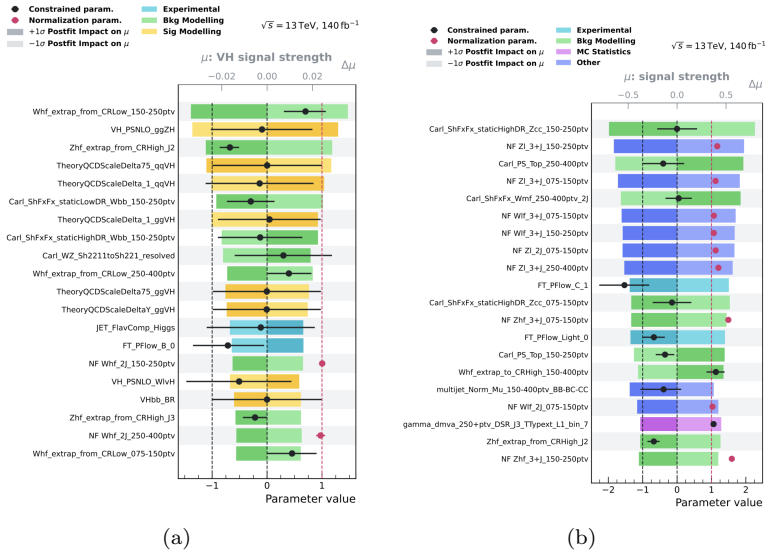 Constrained param.
Normalization param.
+1σ Postfit Impact on μ
−1σ Postfit Impact on μ
Experimental
Bkg Modelling
Sig Modelling
√s = 13 TeV, 140 fb⁻¹
μ: VH signal strength
Δμ
−0.02 0.00 0.02
Whf_extrap_from_CRLow_150-250ptv
VH_PSNLO_ggZH
Zhf_extrap_from_CRHigh_J2
TheoryQCDScaleDelta75_qqVH
TheoryQCDScaleDelta_1_qqVH
Carl_ShFxFx_staticLowDR_Wbb_150-250ptv
TheoryQCDScaleDelta_1_ggVH
Carl_ShFxFx_staticHighDR_Wbb_150-250ptv
Carl_WZ_Sh2211toSh221_resolved
Whf_extrap_from_CRLow_250-400ptv
TheoryQCDScaleDelta75_ggVH
TheoryQCDScaleDeltaY_ggVH
JET_FlavComp_Higgs
FT_PFlow_B_0
NF Whf_2J_150-250ptv
VH_PSNLO_WlvH
VHbb_BR
Zhf_extrap_from_CRHigh_J3
NF Whf_2J_250-400ptv
Whf_extrap_from_CRLow_075-150ptv
−1 0 1
Parameter value
(a)
Constrained param.
Normalization param.
+1σ Postfit Impact on μ
−1σ Postfit Impact on μ
Experimental
Bkg Modelling
MC Statistics
Other
√s = 13 TeV, 140 fb⁻¹
μ: signal strength
Δμ
−0.5 0.0 0.5
Carl_ShFxFx_staticHighDR_Zcc_150-250ptv
NF Zl_3+J_150-250ptv
Carl_PS_Top_250-400ptv
NF Zl_3+J_075-150ptv
Carl_ShFxFx_Wmf_250-400ptv_2J
NF Wlf_3+J_075-150ptv
NF Wlf_3+J_150-250ptv
NF Zl_2J_075-150ptv
NF Zl_3+J_250-400ptv
FT_PFlow_C_1
Carl_ShFxFx_staticHighDR_Zcc_075-150ptv
NF Zhf_3+J_075-150ptv
FT_PFlow_Light_0
Carl_PS_Top_150-250ptv
Whf_extrap_to_CRHigh_150-400ptv
multijet_Norm_Mu_150-400ptv_BB-BC-CC
NF Wlf_2J_075-150ptv
gamma_dmva_250+ptv_DSR_J3_TTypext_L1_bin_7
Zhf_extrap_from_CRHigh_J2
NF Zhf_3+J_150-250ptv
−2 −1 0 1 2
Parameter value
(b)